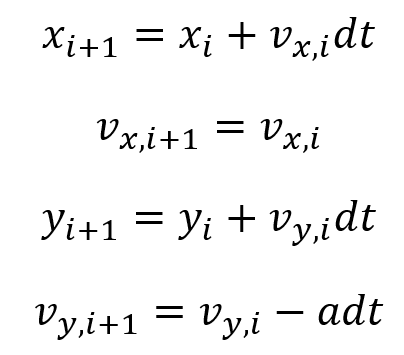 x_{i+1} = x_i + v_{x,i}dt
v_{x,i+1} = v_{x,i}
y_{i+1} = y_i + v_{y,i}dt
v_{y,i+1} = v_{y,i} − adt